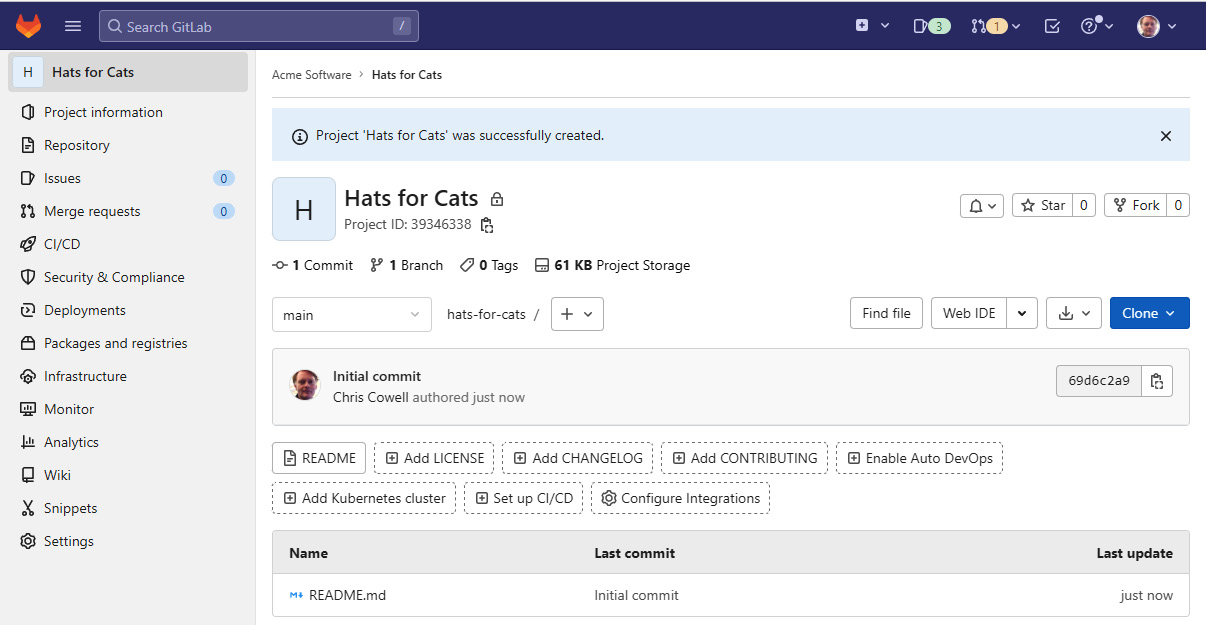 Search GitLab /
3
1
H Hats for Cats
Project information
Repository
Issues 0
Merge requests 0
CI/CD
Security & Compliance
Deployments
Packages and registries
Infrastructure
Monitor
Analytics
Wiki
Snippets
Settings
Acme Software › Hats for Cats
Project 'Hats for Cats' was successfully created.
H
Hats for Cats
Project ID: 39346338
Star 0
Fork 0
1 Commit 1 Branch 0 Tags 61 KB Project Storage
main hats-for-cats / + Find file Web IDE Clone
Initial commit
Chris Cowell authored just now
69d6c2a9
README Add LICENSE Add CHANGELOG Add CONTRIBUTING Enable Auto DevOps
Add Kubernetes cluster Set up CI/CD Configure Integrations
Name Last commit Last update
M↓ README.md Initial commit just now